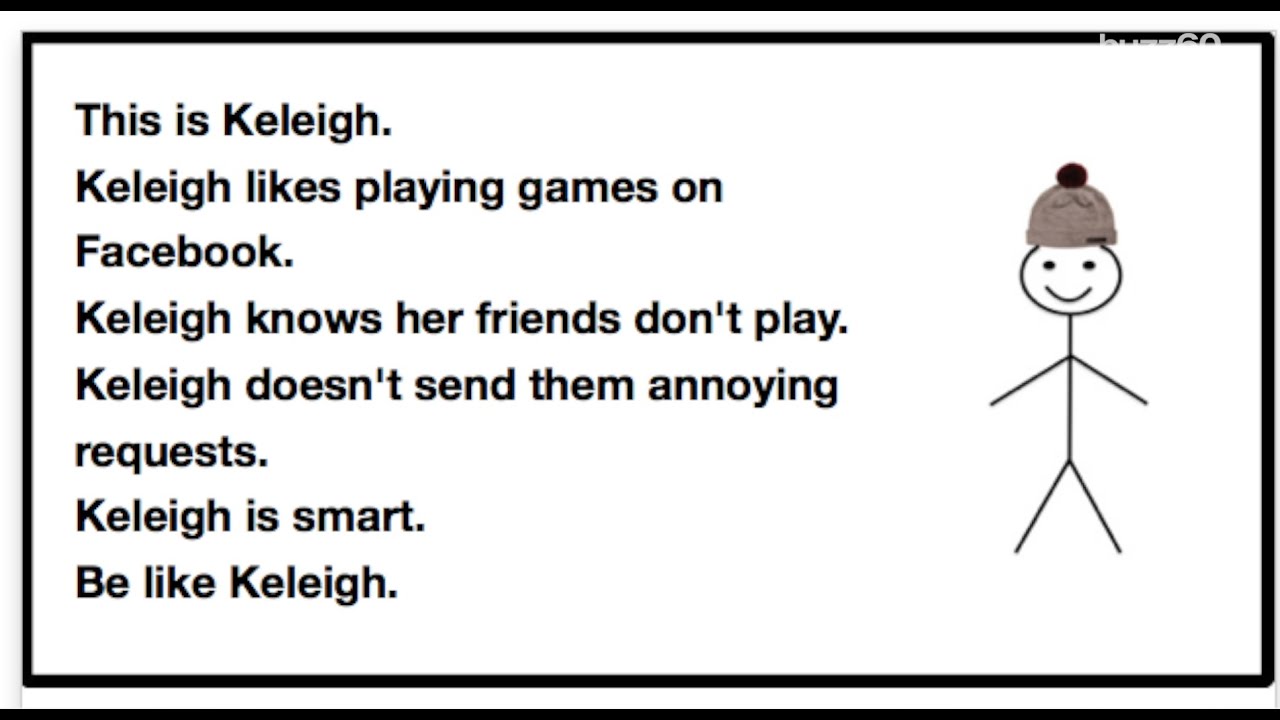 buzz60
This is Keleigh.
Keleigh likes playing games on
Facebook.
Keleigh knows her friends don't play.
Keleigh doesn't send them annoying
requests.
Keleigh is smart.
Be like Keleigh.